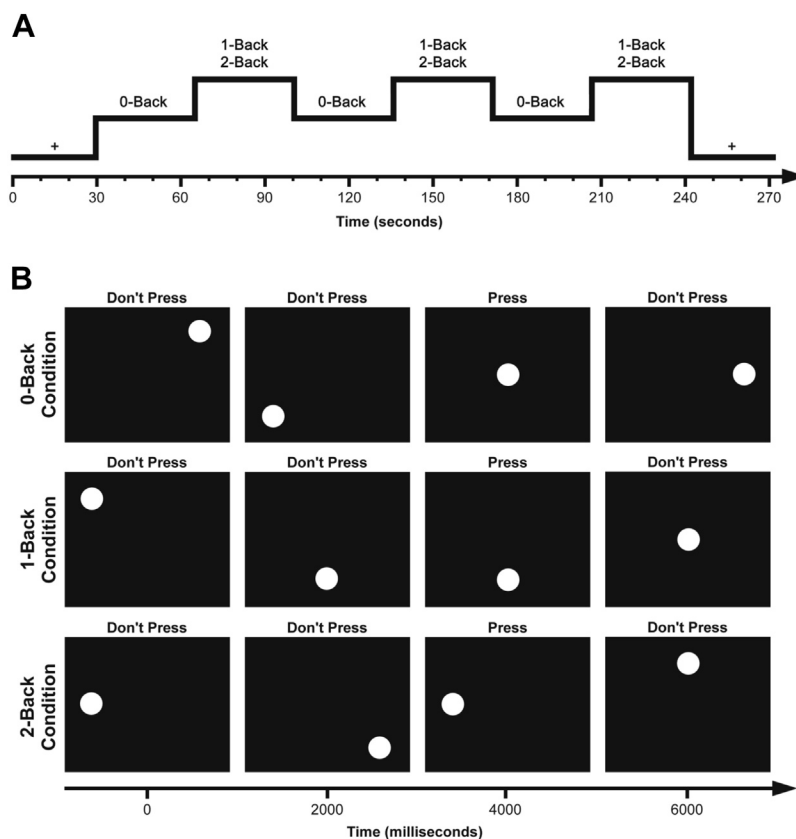 A
1-Back
2-Back
1-Back
2-Back
1-Back
2-Back
0-Back
0-Back
0-Back
+
+
0 30 60 90 120 150 180 210 240 270
Time (seconds)
B
Don't Press Don't Press Press Don't Press
0-Back
Condition
Don't Press Don't Press Press Don't Press
1-Back
Condition
Don't Press Don't Press Press Don't Press
2-Back
Condition
0 2000 4000 6000
Time (milliseconds)